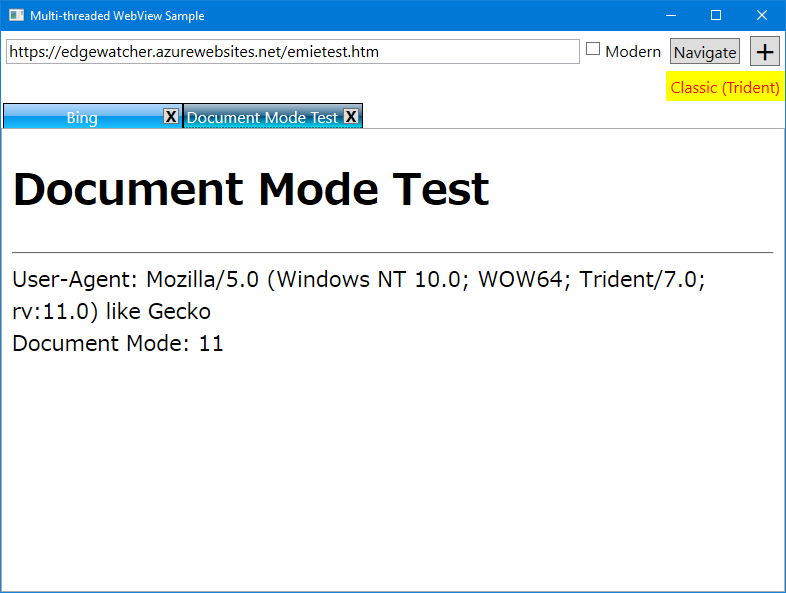 Multi-threaded WebView Sample
https://edgewatcher.azurewebsites.net/emietest.htm
Modern
Navigate
+
Classic (Trident)
Bing X
Document Mode Test X
Document Mode Test
User-Agent: Mozilla/5.0 (Windows NT 10.0; WOW64; Trident/7.0;
rv:11.0) like Gecko
Document Mode: 11